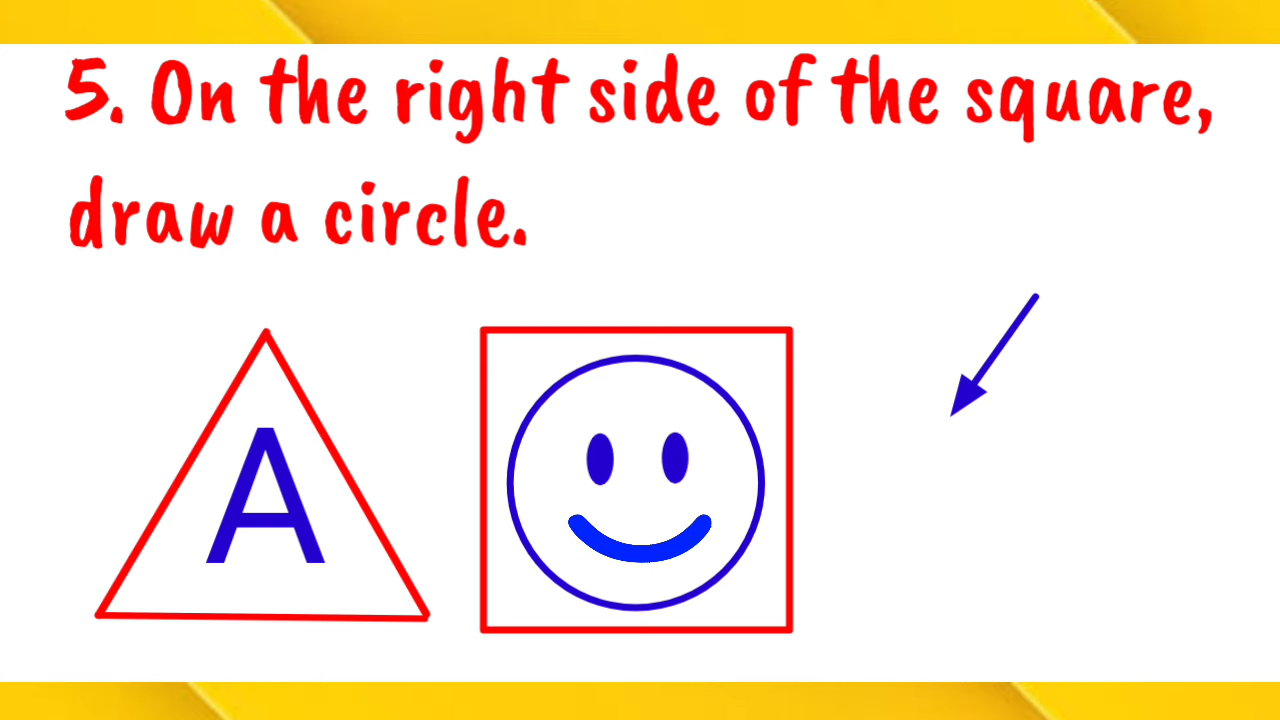 5. On the right side of the square,
draw a circle.
A